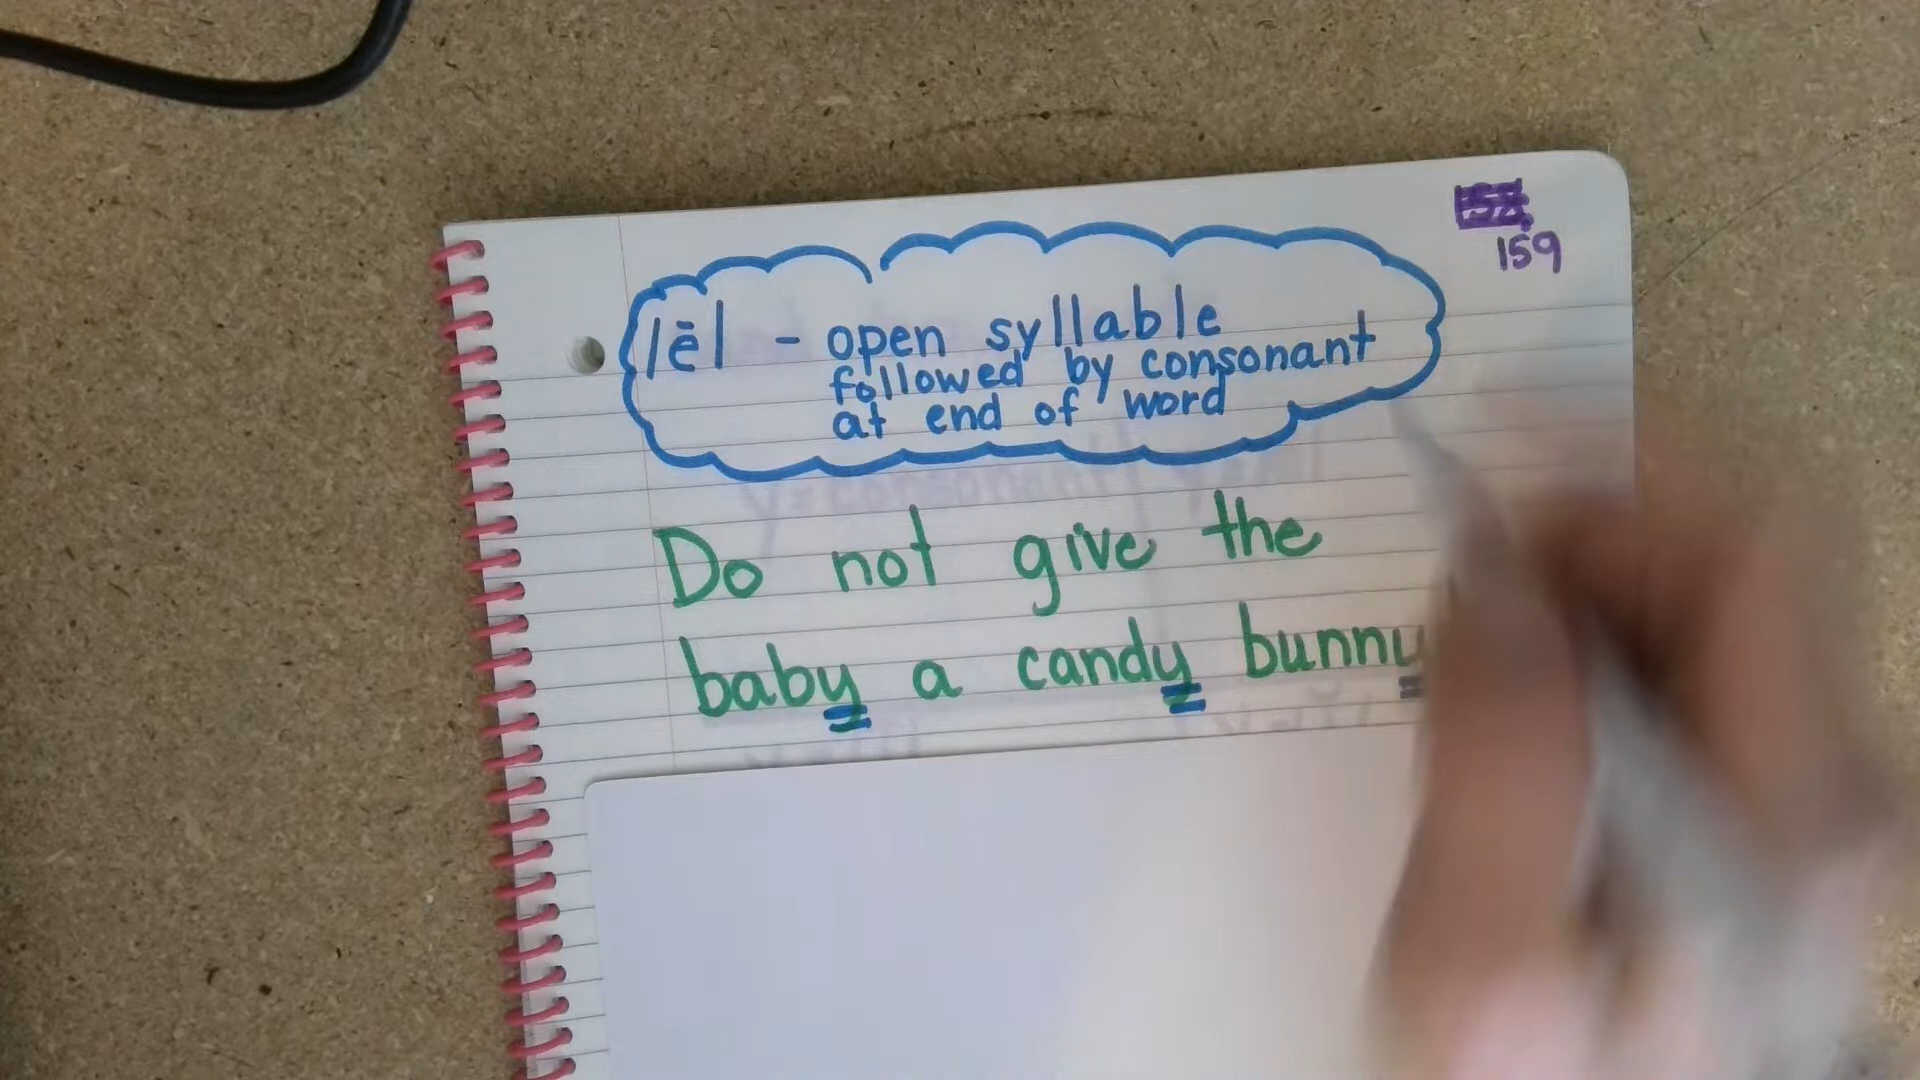 159
/ē/ - open syllable
followed by consonant
at end of word
Do not give the
baby a candy bunny